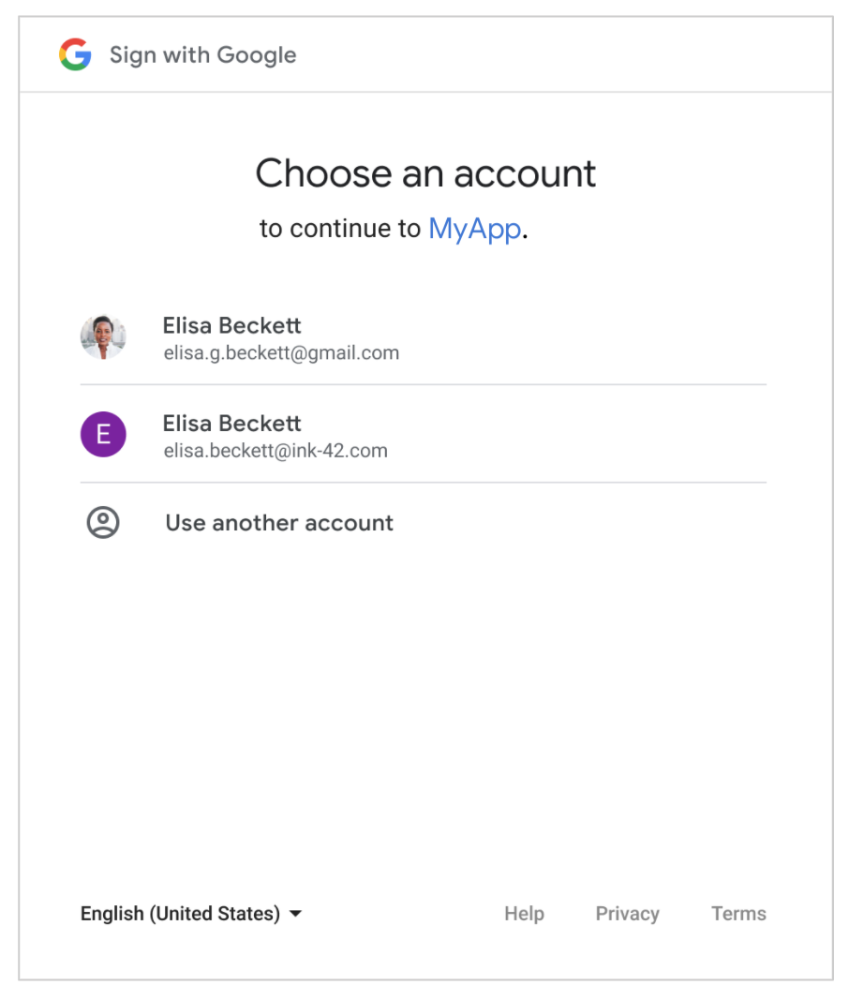 Sign with Google
Choose an account
to continue to MyApp.
Elisa Beckett
elisa.g.beckett@gmail.com
E
Elisa Beckett
elisa.beckett@ink-42.com
Use another account
English (United States)
Help Privacy Terms